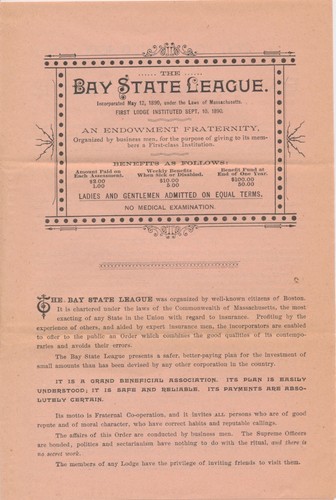 ...... THE ......
BAY STATE LEAGUE.
Incorporated May 12, 1890, under the Laws of Massachusetts.
FIRST LODGE INSTITUTED SEPT. 10, 1890.
AN ENDOWMENT FRATERNITY,
Organized by business men, for the purpose of giving to its mem-
bers a First-class Institution.
BENEFITS AS FOLLOWS:
Amount Paid on Weekly Benefits Benefit Fund at
Each Assessment. When Sick or Disabled. End of One Year.
$2.00 $10.00 $100.00
1.00 5.00 50.00
LADIES AND GENTLEMEN ADMITTED ON EQUAL TERMS.
NO MEDICAL EXAMINATION.
THE BAY STATE LEAGUE was organized by well-known citizens of Boston.
It is chartered under the laws of the Commonwealth of Massachusetts, the most
exacting of any State in the Union with regard to insurance. Profiting by the
experience of others, and aided by expert insurance men, the incorporators are enabled
to offer to the public an Order which combines the good qualities of its contempo-
raries and avoids their errors.
The Bay State League presents a safer, better-paying plan for the investment of
small amounts than has been devised by any other corporation in the country.
IT IS A GRAND BENEFICIAL ASSOCIATION. ITS PLAN IS EASILY
UNDERSTOOD; IT IS SAFE AND RELIABLE. ITS PAYMENTS ARE ABSO-
LUTELY CERTAIN.
Its motto is Fraternal Co-operation, and it invites ALL persons who are of good
repute and of moral character, who have correct habits and reputable callings.
The affairs of this Order are conducted by business men. The Supreme Officers
are bonded, politics and sectarianism have nothing to do with the ritual, and there is
no secret work.
The members of any Lodge have the privilege of inviting friends to visit them.